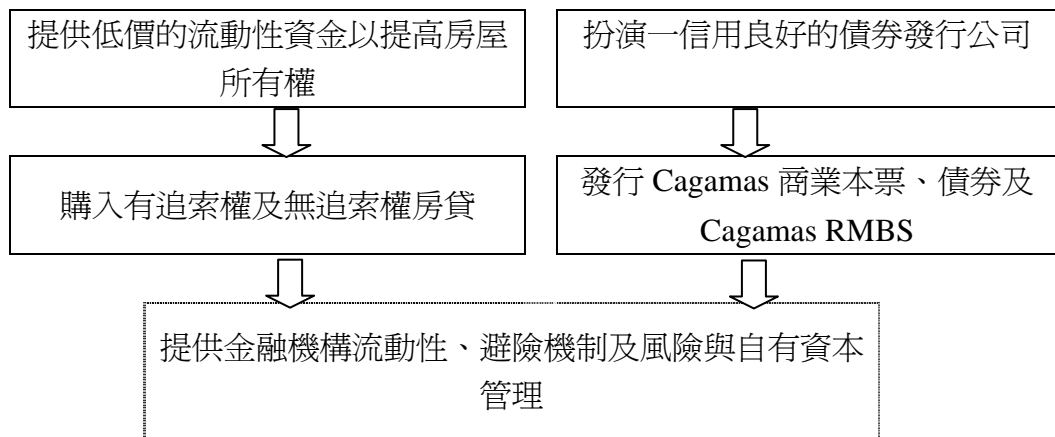 提供低價的流動性資金以提高房屋
所有權
扮演一信用良好的債券發行公司
購入有追索權及無追索權房貸
發行 Cagamas 商業本票、債券及
Cagamas RMBS
提供金融機構流動性、避險機制及風險與自有資本
管理